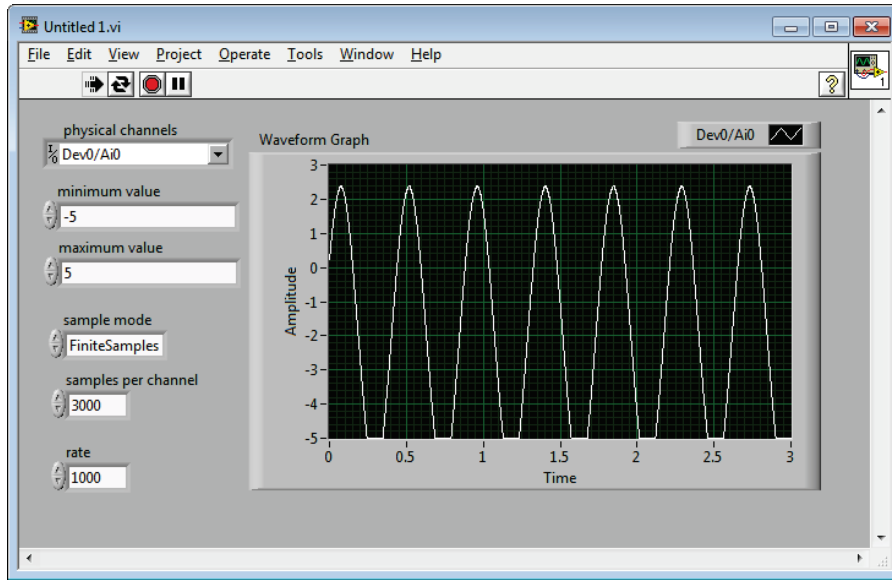 Untitled 1.vi
File Edit View Project Operate Tools Window Help
? 1
physical channels
I/O Dev0/Ai0
minimum value
-5
maximum value
5
sample mode
FiniteSamples
samples per channel
3000
rate
1000
Waveform Graph
Dev0/Ai0
Amplitude
3
2
1
0
-1
-2
-3
-4
-5
0 0.5 1 1.5 2 2.5 3
Time